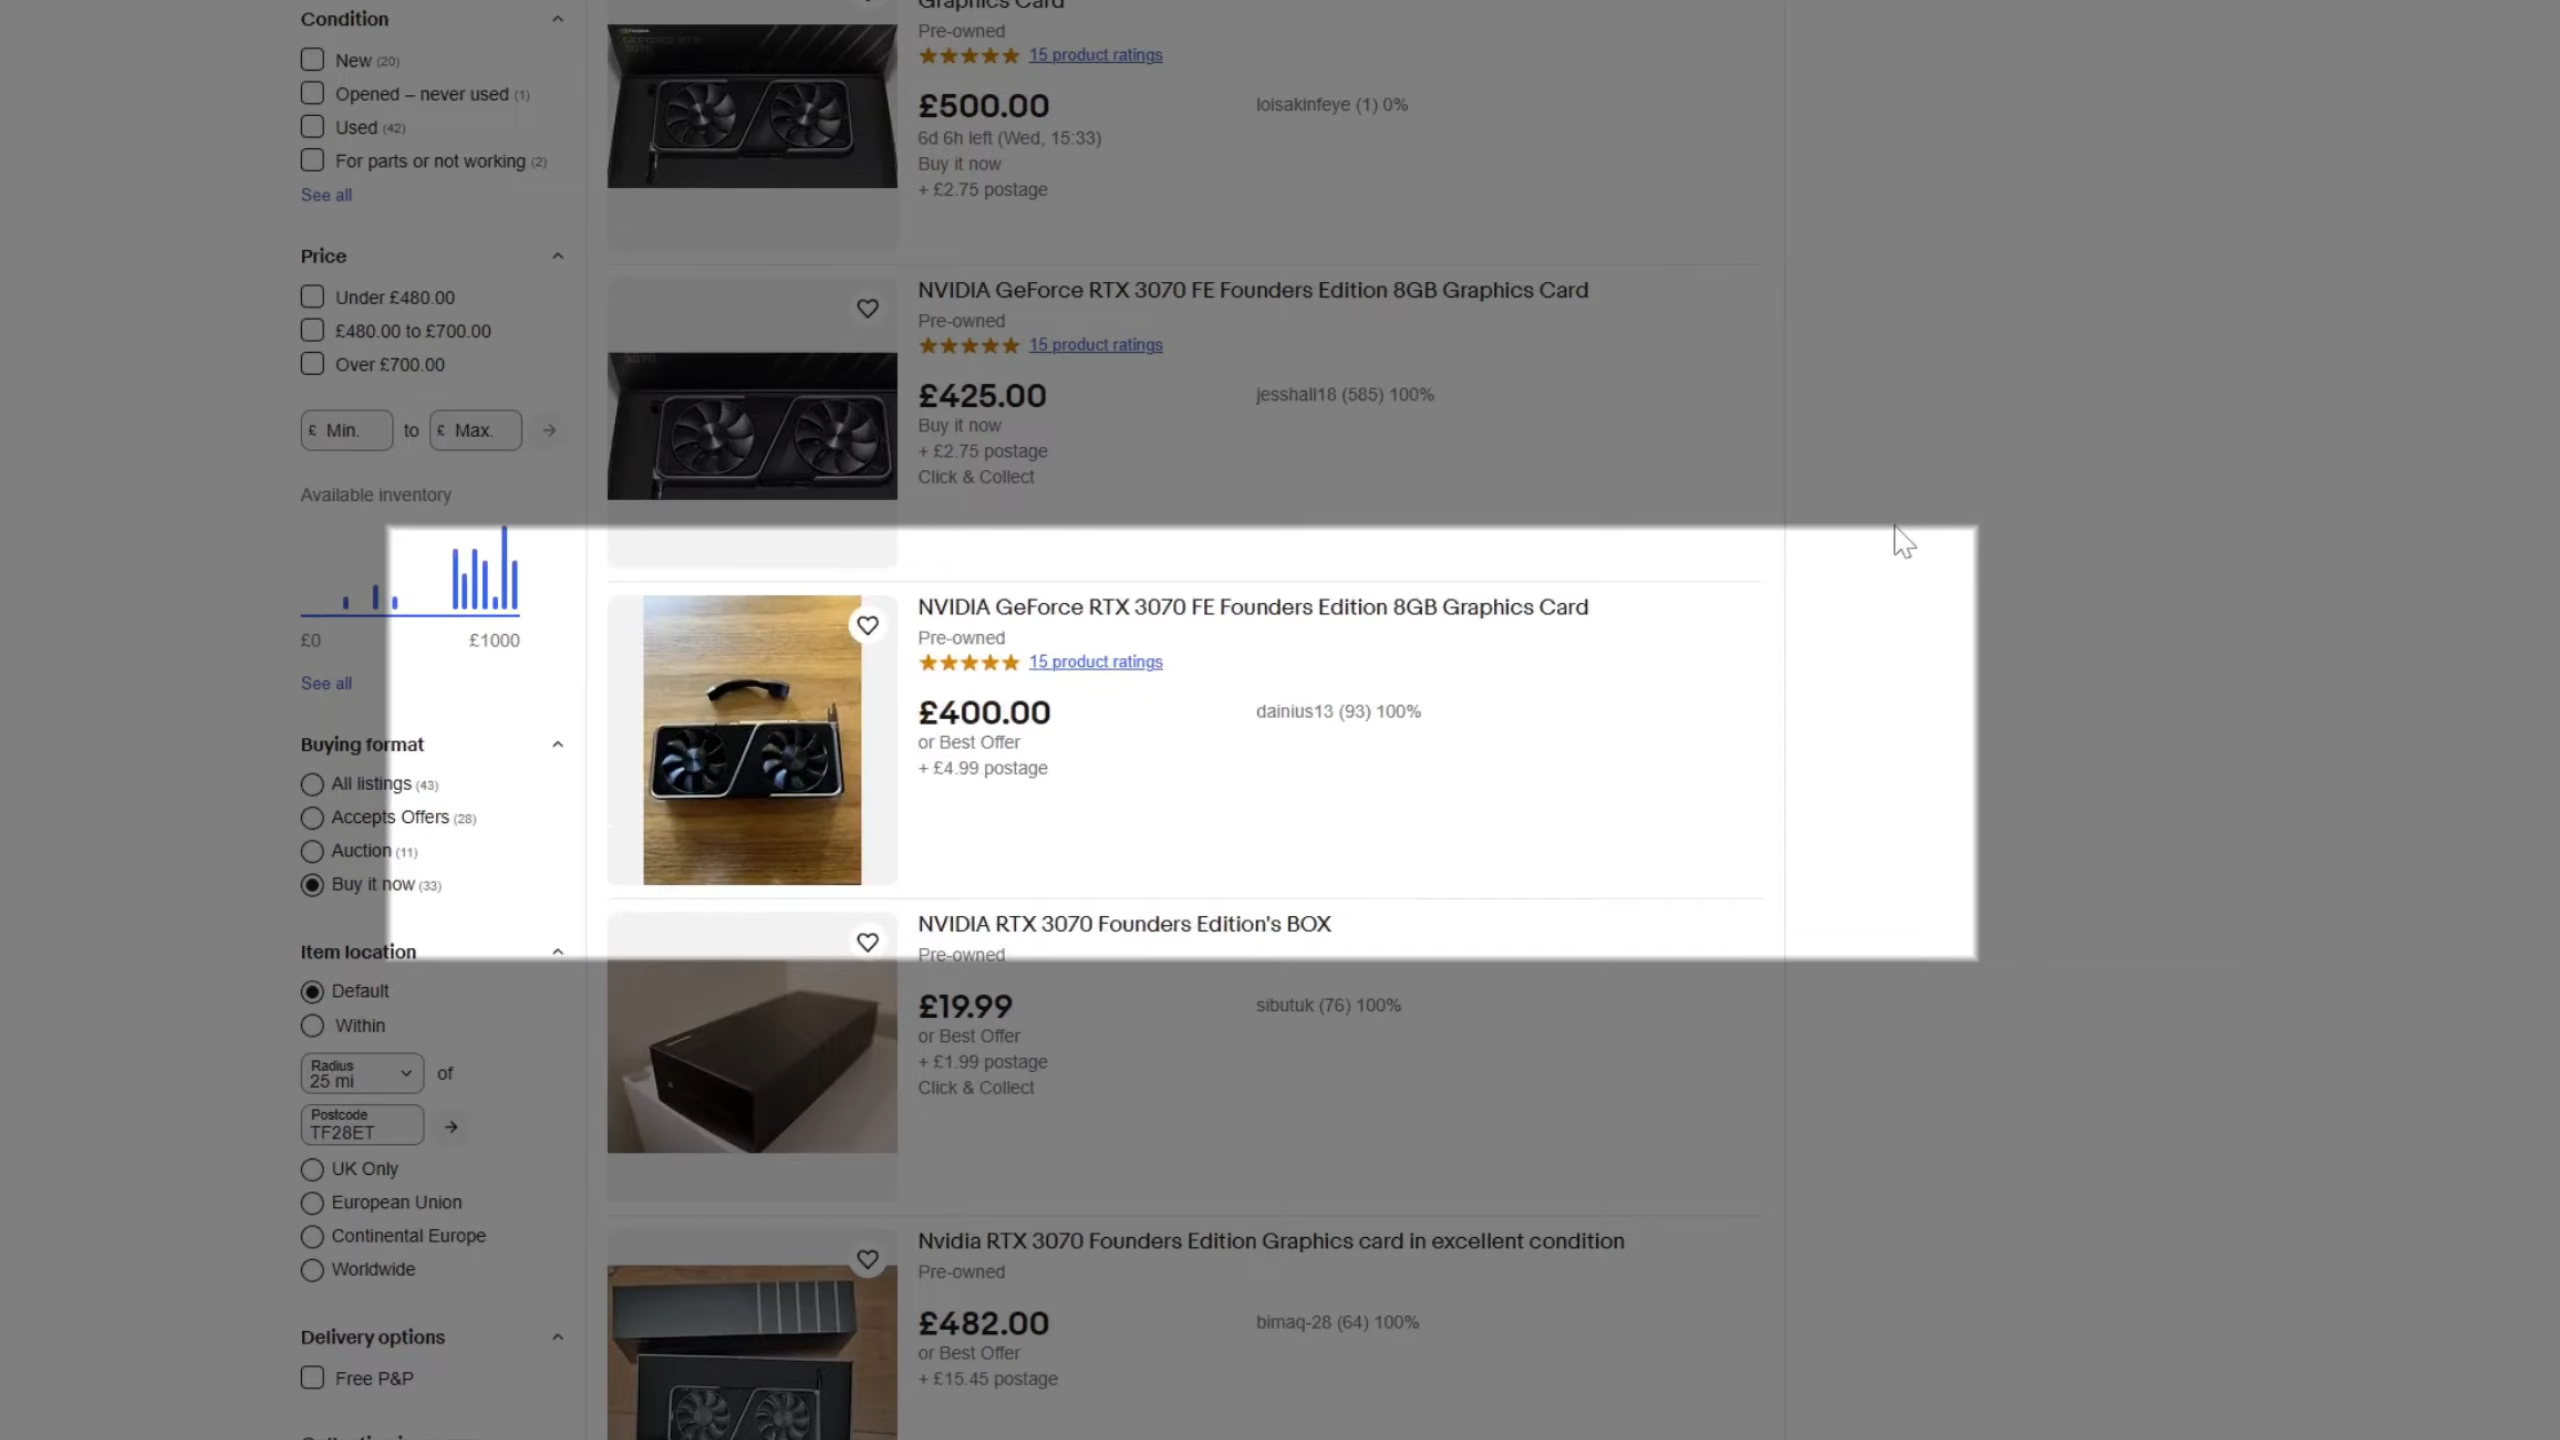 Condition
New (20)
Opened – never used (1)
Used (42)
For parts or not working (2)
See all
Price
Under £480.00
£480.00 to £700.00
Over £700.00
£ Min. to £ Max.
Available inventory
£0 £1000
See all
Buying format
All listings (43)
Accepts Offers (28)
Auction (11)
Buy it now (33)
Item location
Default
Within
Radius
25 mi of
Postcode
TF28ET
UK Only
European Union
Continental Europe
Worldwide
Delivery options
Free P&P
Graphics Card
Pre-owned
15 product ratings
£500.00 loisakinfeye (1) 0%
6d 6h left (Wed, 15:33)
Buy it now
+ £2.75 postage
NVIDIA GeForce RTX 3070 FE Founders Edition 8GB Graphics Card
Pre-owned
15 product ratings
£425.00 jesshall18 (585) 100%
Buy it now
+ £2.75 postage
Click & Collect
NVIDIA GeForce RTX 3070 FE Founders Edition 8GB Graphics Card
Pre-owned
15 product ratings
£400.00 dainius13 (93) 100%
or Best Offer
+ £4.99 postage
NVIDIA RTX 3070 Founders Edition's BOX
Pre-owned
£19.99 sibutuk (76) 100%
or Best Offer
+ £1.99 postage
Click & Collect
Nvidia RTX 3070 Founders Edition Graphics card in excellent condition
Pre-owned
£482.00 bimaq-28 (64) 100%
or Best Offer
+ £15.45 postage